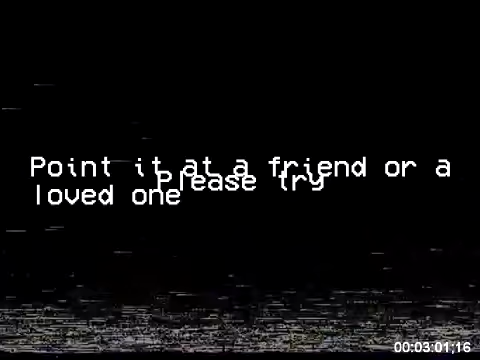 Point it at a friend or a
Please try
loved one
00:03:01;16